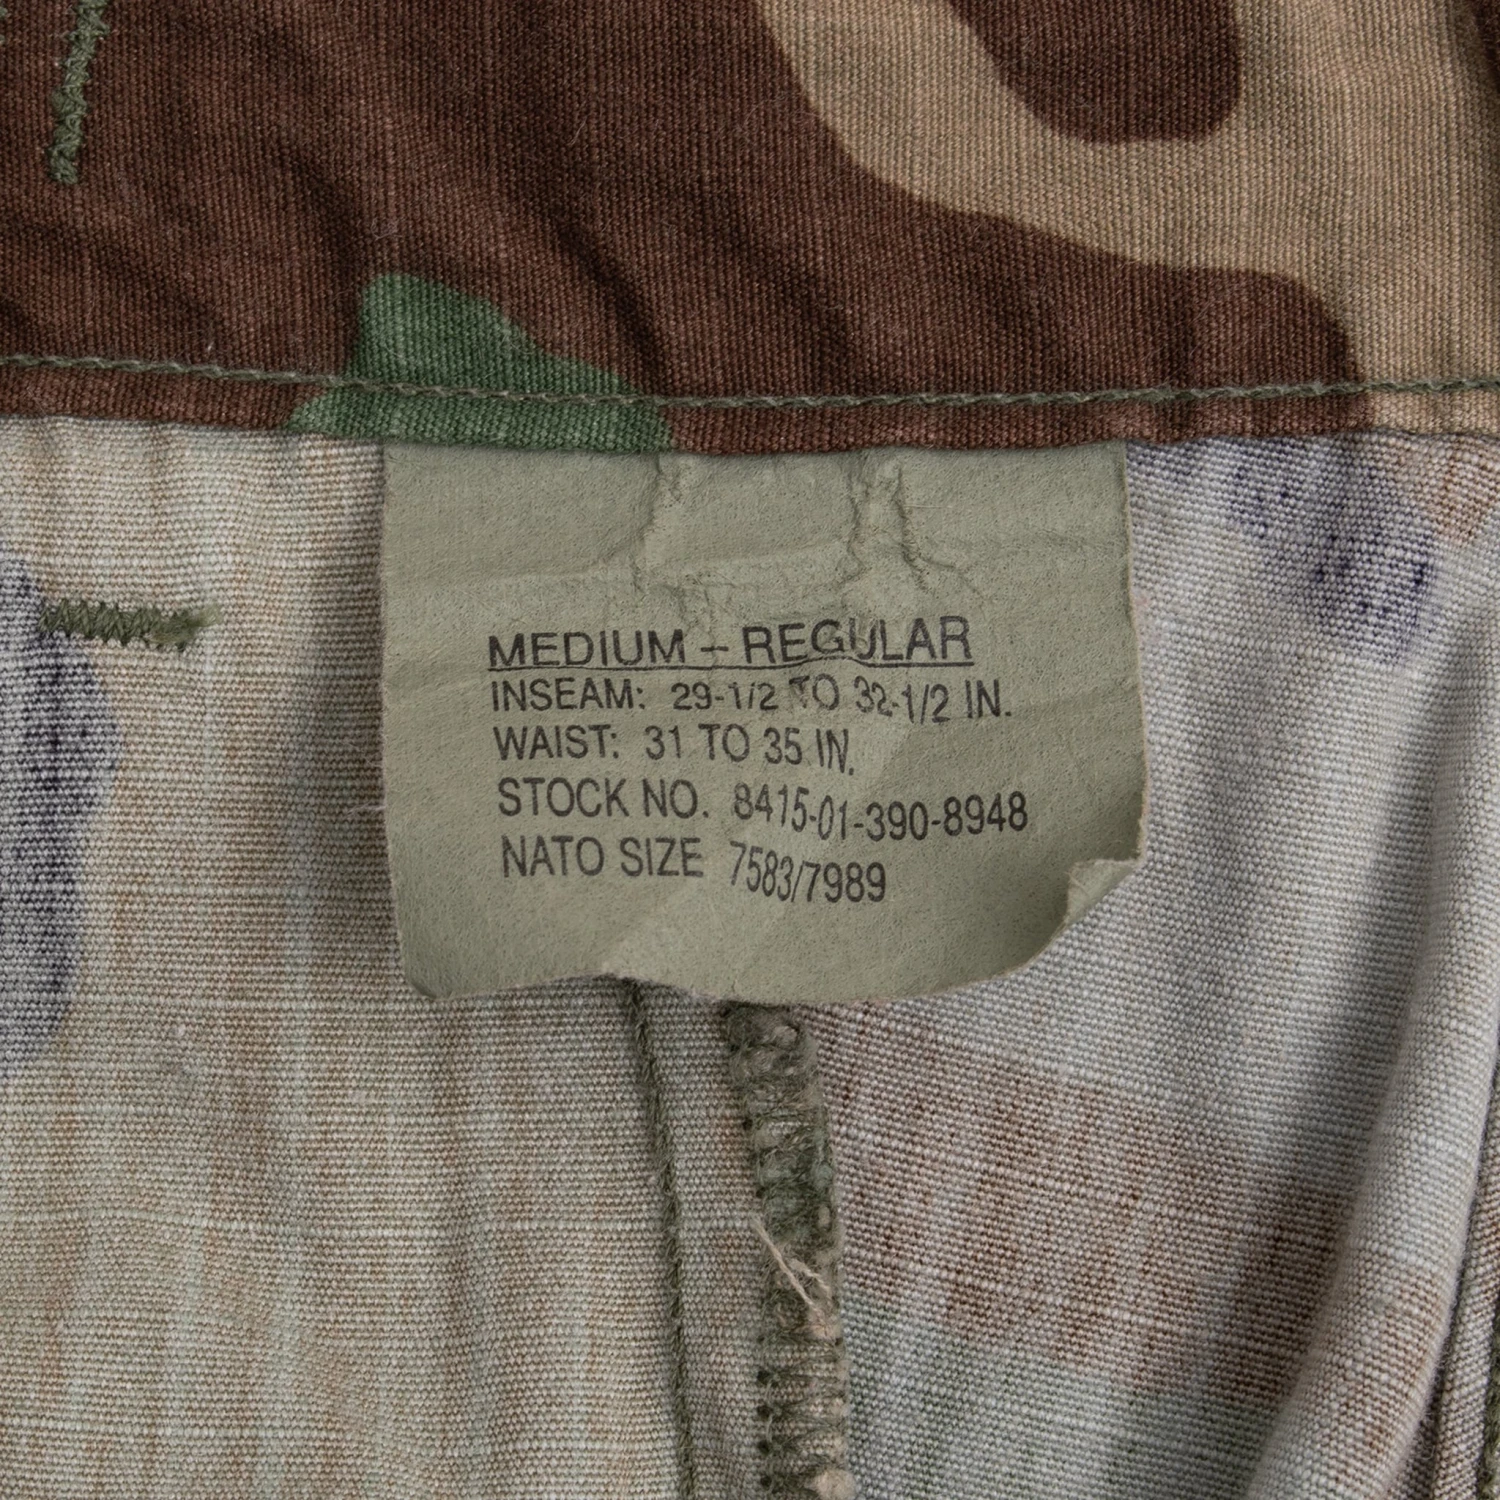 MEDIUM - REGULAR
INSEAM: 29-1/2 TO 32-1/2 IN.
WAIST: 31 TO 35 IN.
STOCK NO. 8415-01-390-8948
NATO SIZE 7583/7989